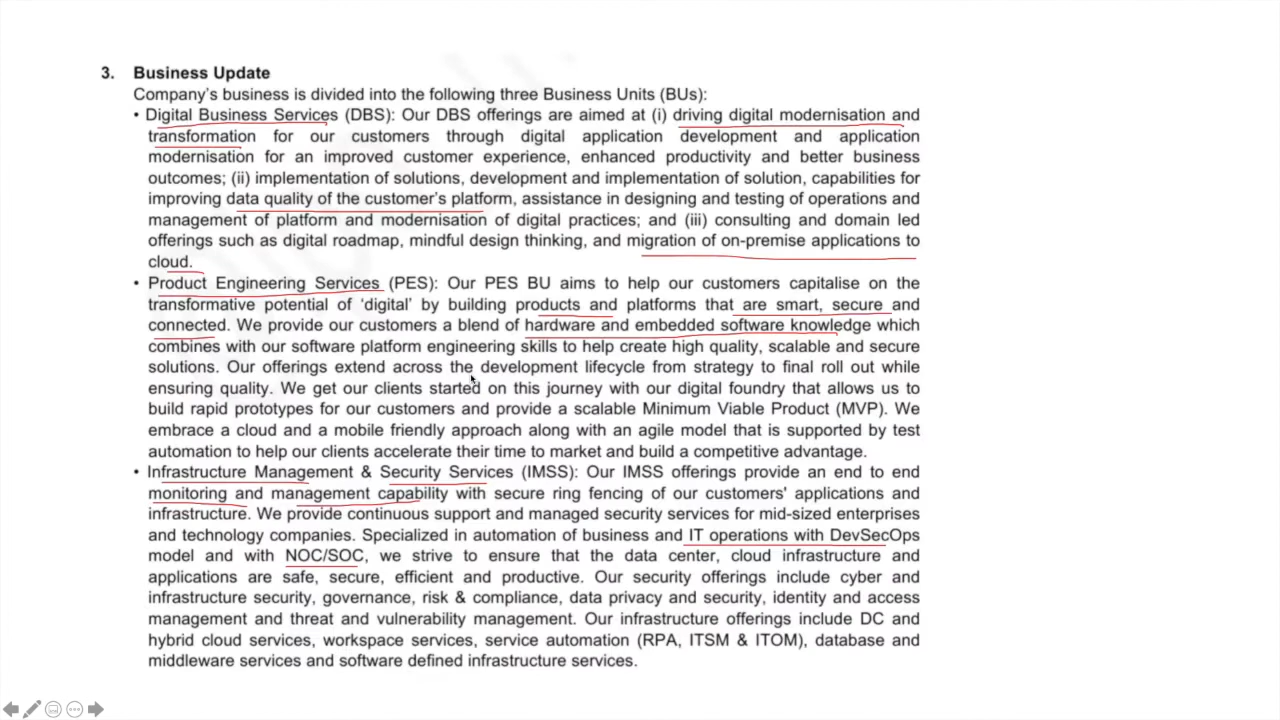 3. Business Update
Company's business is divided into the following three Business Units (BUs):
• Digital Business Services (DBS): Our DBS offerings are aimed at (i) driving digital modernisation and
transformation for our customers through digital application development and application
modernisation for an improved customer experience, enhanced productivity and better business
outcomes; (ii) implementation of solutions, development and implementation of solution, capabilities for
improving data quality of the customer's platform, assistance in designing and testing of operations and
management of platform and modernisation of digital practices; and (iii) consulting and domain led
offerings such as digital roadmap, mindful design thinking, and migration of on-premise applications to
cloud.
• Product Engineering Services (PES): Our PES BU aims to help our customers capitalise on the
transformative potential of 'digital' by building products and platforms that are smart, secure and
connected. We provide our customers a blend of hardware and embedded software knowledge which
combines with our software platform engineering skills to help create high quality, scalable and secure
solutions. Our offerings extend across the development lifecycle from strategy to final roll out while
ensuring quality. We get our clients started on this journey with our digital foundry that allows us to
build rapid prototypes for our customers and provide a scalable Minimum Viable Product (MVP). We
embrace a cloud and a mobile friendly approach along with an agile model that is supported by test
automation to help our clients accelerate their time to market and build a competitive advantage.
• Infrastructure Management & Security Services (IMSS): Our IMSS offerings provide an end to end
monitoring and management capability with secure ring fencing of our customers' applications and
infrastructure. We provide continuous support and managed security services for mid-sized enterprises
and technology companies. Specialized in automation of business and IT operations with DevSecOps
model and with NOC/SOC, we strive to ensure that the data center, cloud infrastructure and
applications are safe, secure, efficient and productive. Our security offerings include cyber and
infrastructure security, governance, risk & compliance, data privacy and security, identity and access
management and threat and vulnerability management. Our infrastructure offerings include DC and
hybrid cloud services, workspace services, service automation (RPA, ITSM & ITOM), database and
middleware services and software defined infrastructure services.